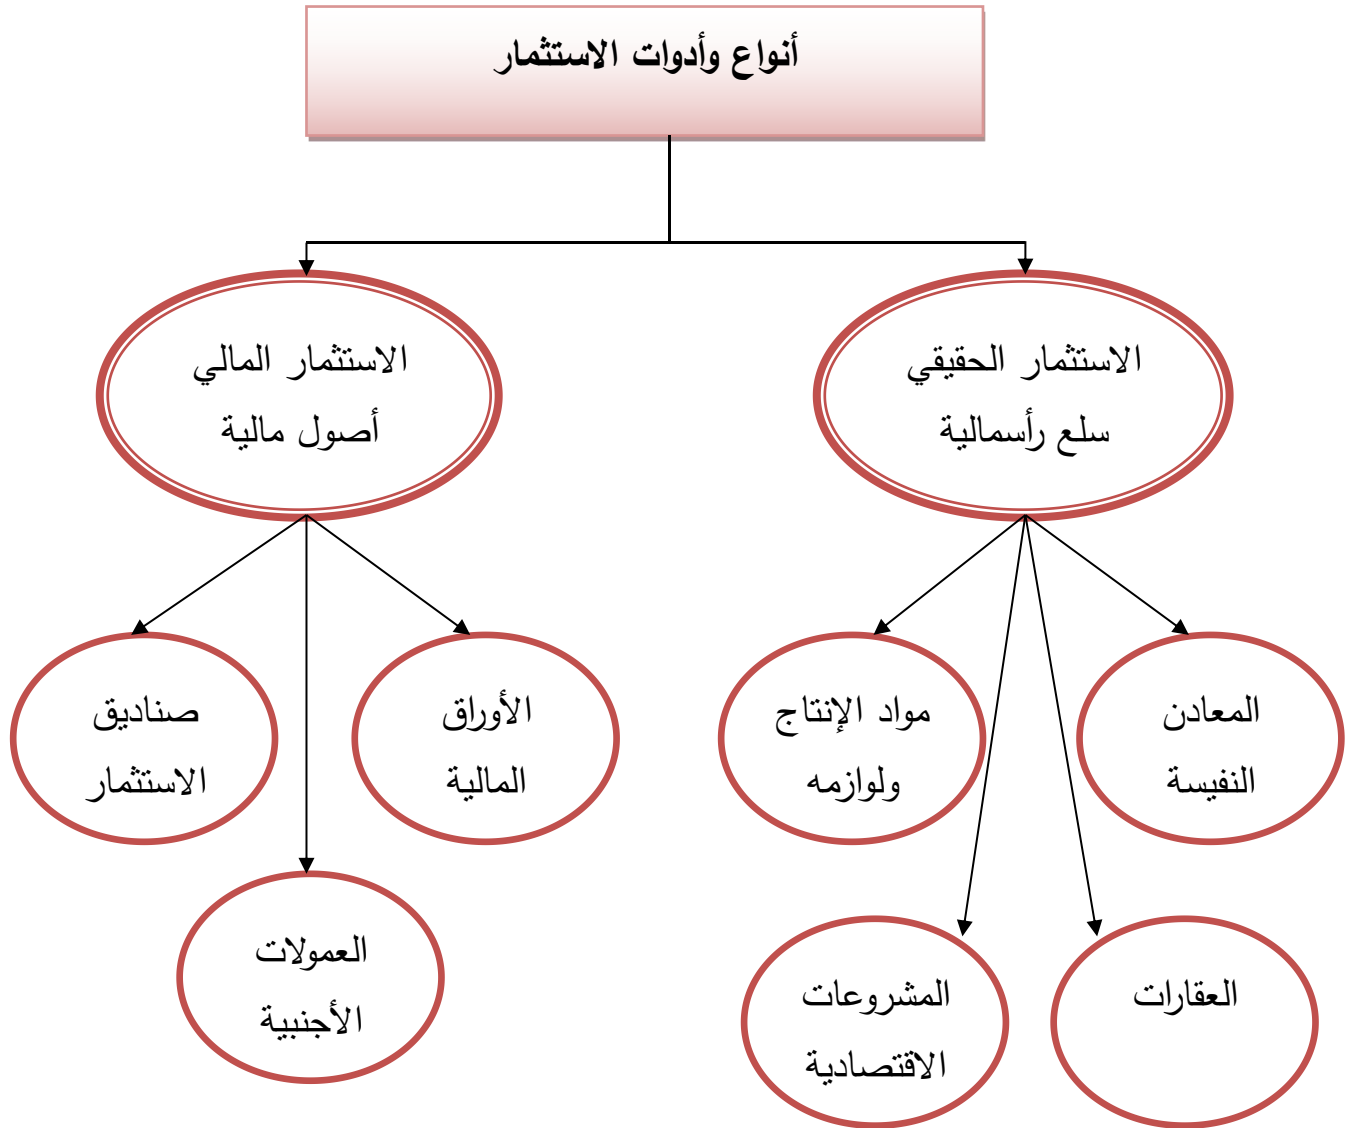 أنواع وأدوات الاستثمار
الاستثمار الحقيقي
سلع رأسمالية
الاستثمار المالي
أصول مالية
المعادن
النفيسة
مواد الإنتاج
ولوازمه
الأوراق
المالية
صناديق
الاستثمار
العقارات
المشروعات
الاقتصادية
العمولات
الأجنبية